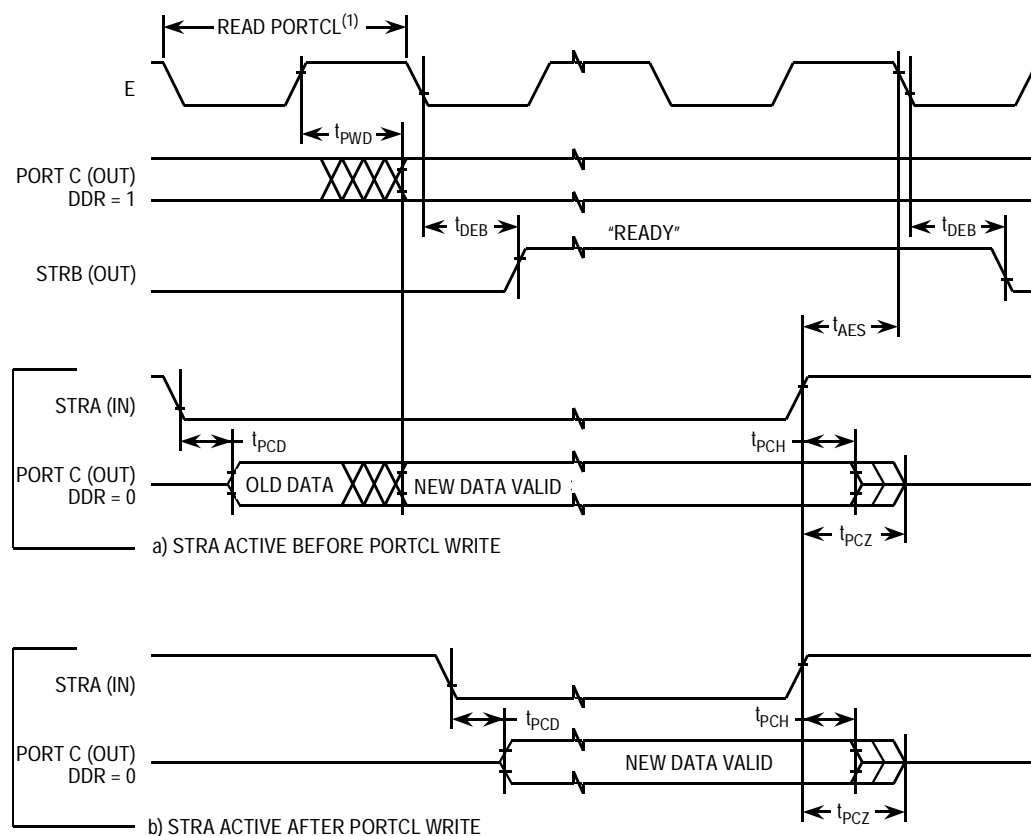 READ PORTCL(1)
E
tPWD
PORT C (OUT)
DDR = 1
tDEB
"READY"
tDEB
STRB (OUT)
tAES
STRA (IN)
tPCD
tPCH
PORT C (OUT)
DDR = 0
OLD DATA
NEW DATA VALID
tPCZ
a) STRA ACTIVE BEFORE PORTCL WRITE
STRA (IN)
tPCD
tPCH
PORT C (OUT)
DDR = 0
NEW DATA VALID
tPCZ
b) STRA ACTIVE AFTER PORTCL WRITE